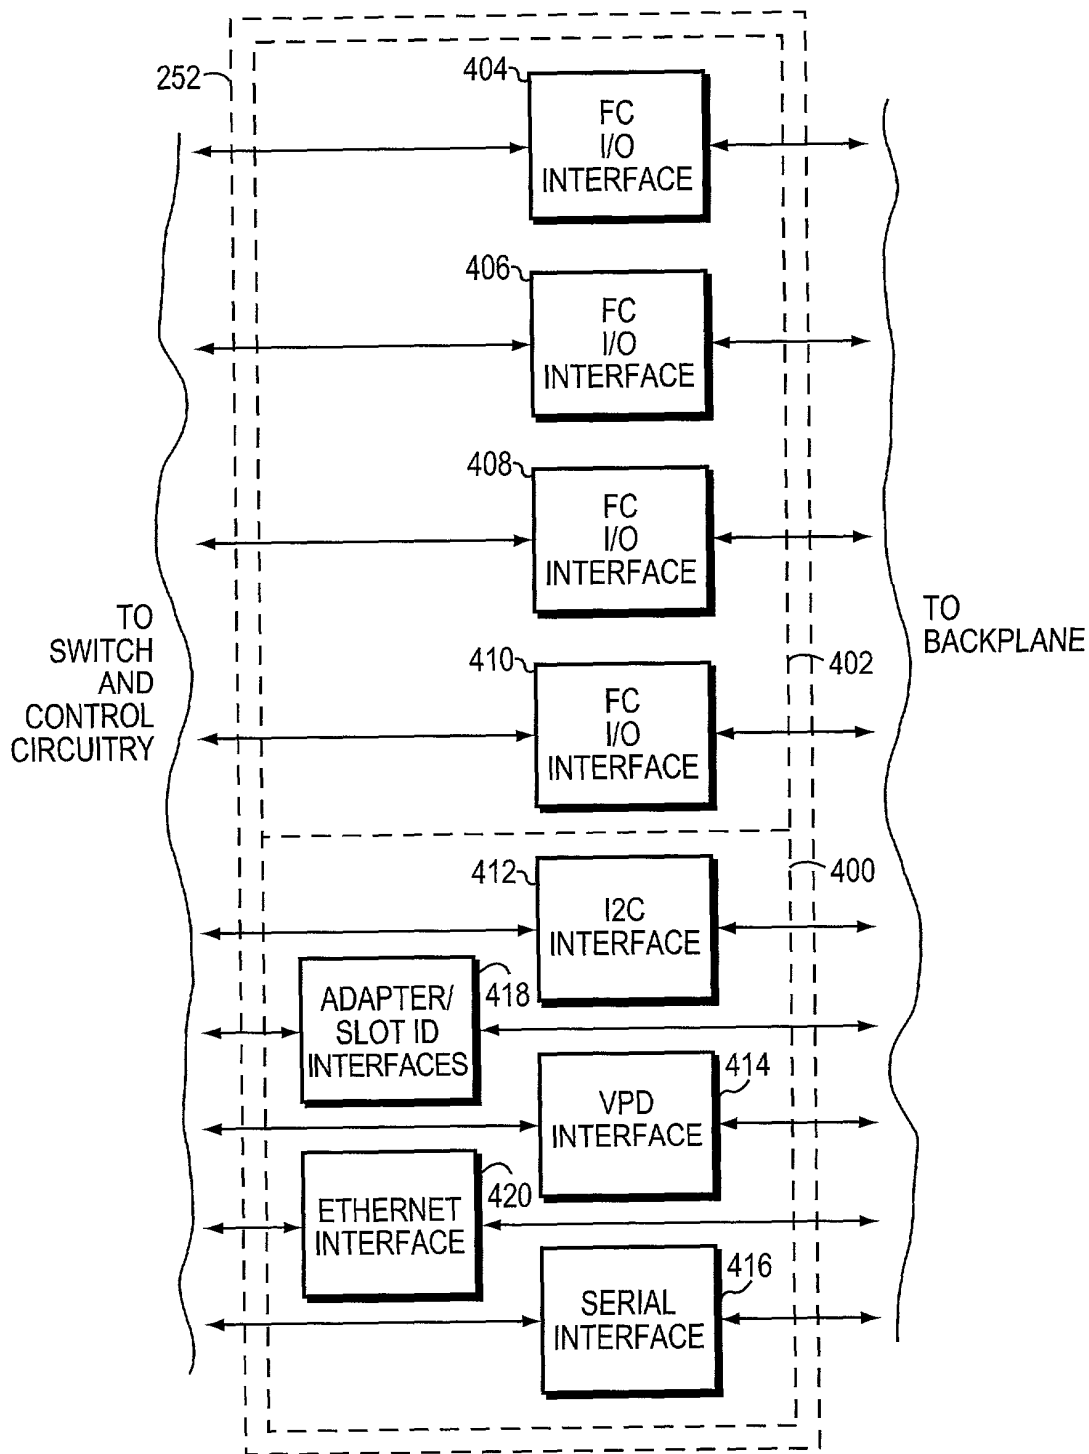 252
404
FC
I/O
INTERFACE
406
FC
I/O
INTERFACE
408
FC
I/O
INTERFACE
TO
SWITCH
AND
CONTROL
CIRCUITRY
TO
BACKPLANE
410
FC
I/O
INTERFACE
402
412
I2C
INTERFACE
400
ADAPTER/
SLOT ID
INTERFACES
418
VPD
INTERFACE
414
ETHERNET
INTERFACE
420
SERIAL
INTERFACE
416